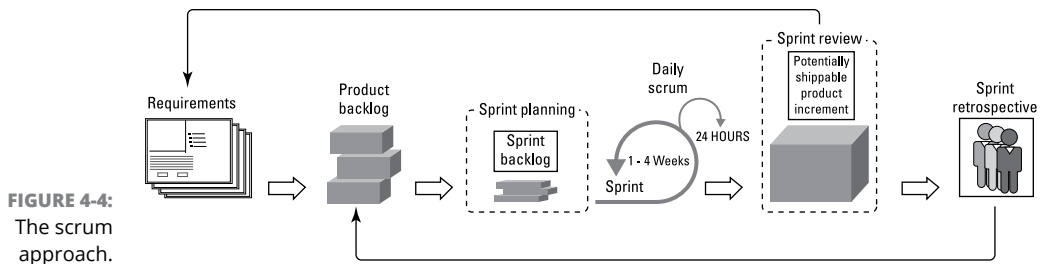 Sprint review
Potentially
shippable
product
increment
Daily
scrum
Sprint
retrospective
Product
backlog
Requirements
Sprint planning
Sprint
backlog
24 HOURS
1 - 4 Weeks
Sprint
FIGURE 4-4:
The scrum
approach.